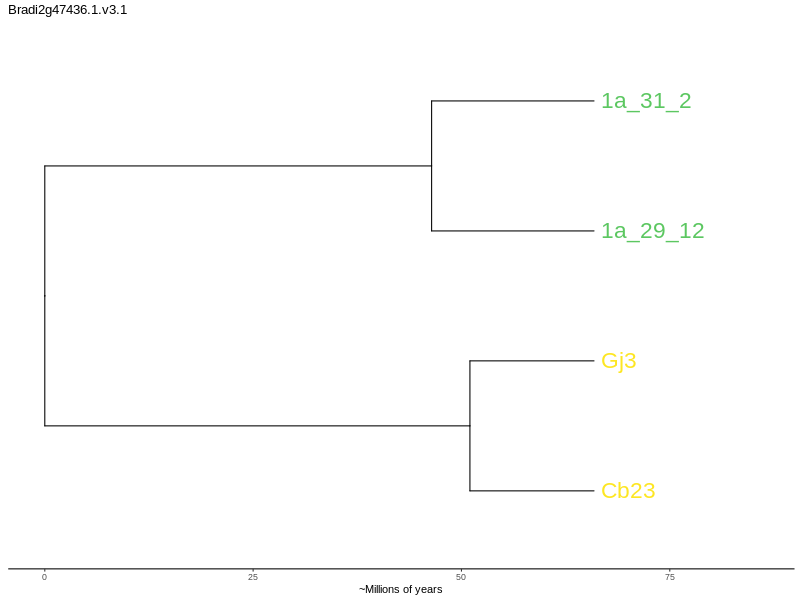 Bradi2g47436.1.v3.1
1a_31_2
1a_29_12
Gj3
Cb23
0 25 50 75
~Millions of years